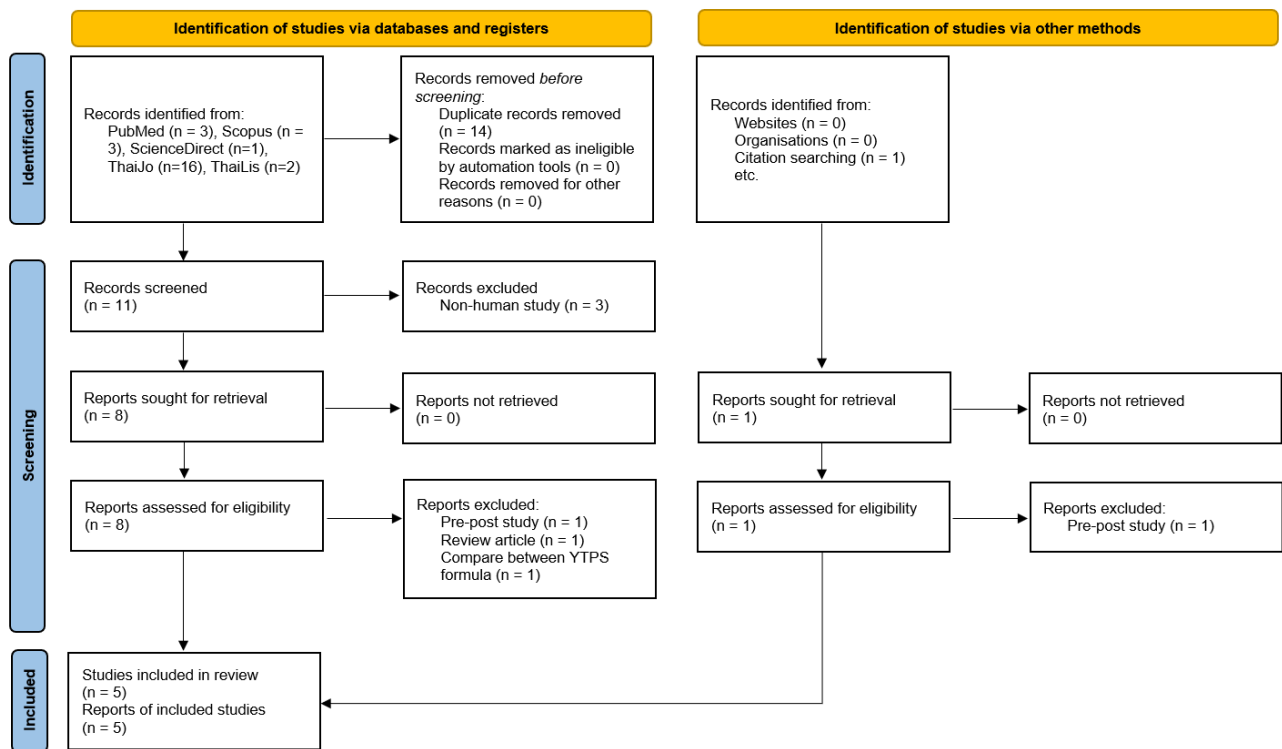 Identification of studies via databases and registers
Identification of studies via other methods
Identification
Records identified from:
PubMed (n = 3), Scopus (n =
3), ScienceDirect (n=1),
ThaiJo (n=16), ThaiLis (n=2)
Records removed before
screening:
Duplicate records removed
(n = 14)
Records marked as ineligible
by automation tools (n = 0)
Records removed for other
reasons (n = 0)
Records identified from:
Websites (n = 0)
Organisations (n = 0)
Citation searching (n = 1)
etc.
Screening
Records screened
(n = 11)
Records excluded
Non-human study (n = 3)
Reports sought for retrieval
(n = 8)
Reports not retrieved
(n = 0)
Reports sought for retrieval
(n = 1)
Reports not retrieved
(n = 0)
Reports assessed for eligibility
(n = 8)
Reports excluded:
Pre-post study (n = 1)
Review article (n = 1)
Compare between YTPS
formula (n = 1)
Reports assessed for eligibility
(n = 1)
Reports excluded:
Pre-post study (n = 1)
Included
Studies included in review
(n = 5)
Reports of included studies
(n = 5)